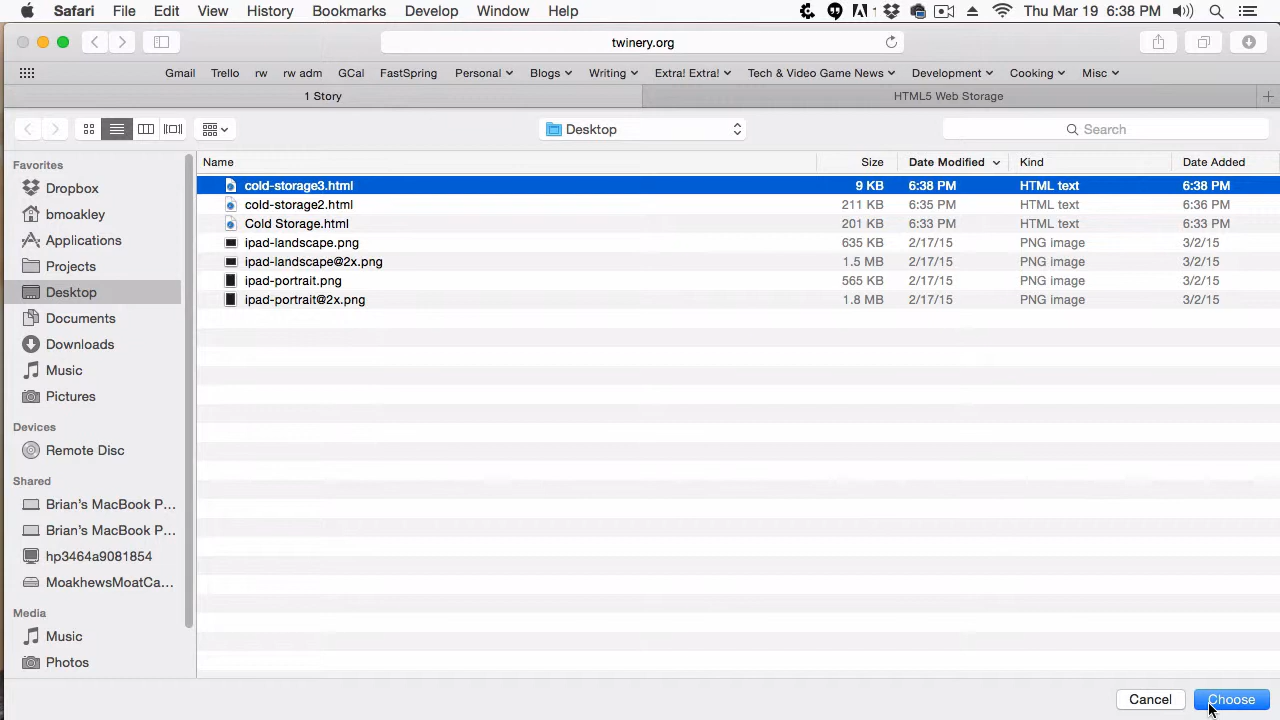 Safari File Edit View History Bookmarks Develop Window Help 1 Thu Mar 19 6:38 PM
twinery.org
Gmail Trello rw rw adm GCal FastSpring Personal Blogs Writing Extra! Extra! Tech & Video Game News Development Cooking Misc
1 Story HTML5 Web Storage +
Desktop Search
Favorites
Dropbox
bmoakley
Applications
Projects
Desktop
Documents
Downloads
Music
Pictures
Devices
Remote Disc
Shared
Brian’s MacBook P…
Brian’s MacBook P…
hp3464a9081854
MoakhewsMoatCa…
Media
Music
Photos
Name Size Date Modified Kind Date Added
cold-storage3.html 9 KB 6:38 PM HTML text 6:38 PM
cold-storage2.html 211 KB 6:35 PM HTML text 6:36 PM
Cold Storage.html 201 KB 6:33 PM HTML text 6:33 PM
ipad-landscape.png 635 KB 2/17/15 PNG image 3/2/15
ipad-landscape@2x.png 1.5 MB 2/17/15 PNG image 3/2/15
ipad-portrait.png 565 KB 2/17/15 PNG image 3/2/15
ipad-portrait@2x.png 1.8 MB 2/17/15 PNG image 3/2/15
Cancel Choose